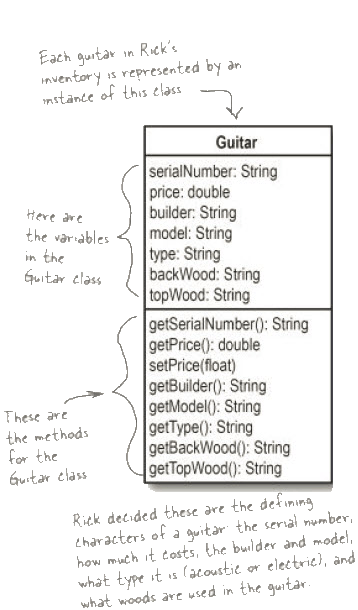 Each guitar in Rick's
inventory is represented by an
instance of this class
Guitar
serialNumber: String
price: double
builder: String
model: String
type: String
backWood: String
topWood: String
Here are
the variables
in the
Guitar class
getSerialNumber(): String
getPrice(): double
setPrice(float)
getBuilder(): String
getModel(): String
getType(): String
getBackWood(): String
getTopWood(): String
These are
the methods
for the
Guitar class
Rick decided these are the defining
characters of a guitar: the serial number,
how much it costs, the builder and model,
what type it is (acoustic or electric), and
what woods are used in the guitar.